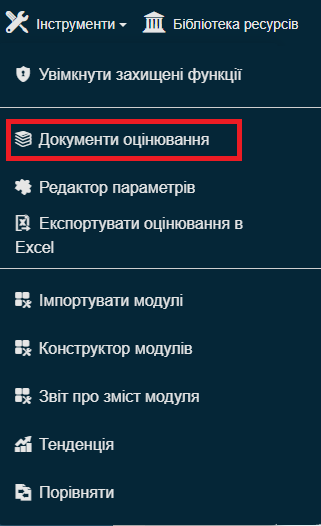 Інструменти Бібліотека ресурсів
Увімкнути захищені функції
Документи оцінювання
Редактор параметрів
Експортувати оцінювання в
Excel
Імпортувати модулі
Конструктор модулів
Звіт про зміст модуля
Тенденція
Порівняти